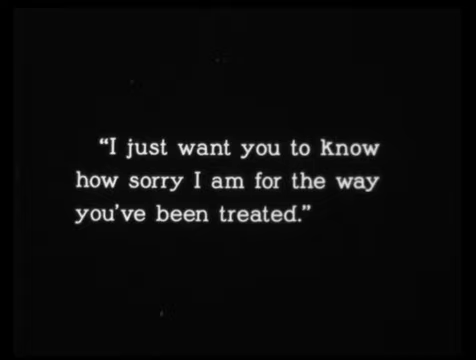 “I just want you to know
how sorry I am for the way
you've been treated.”